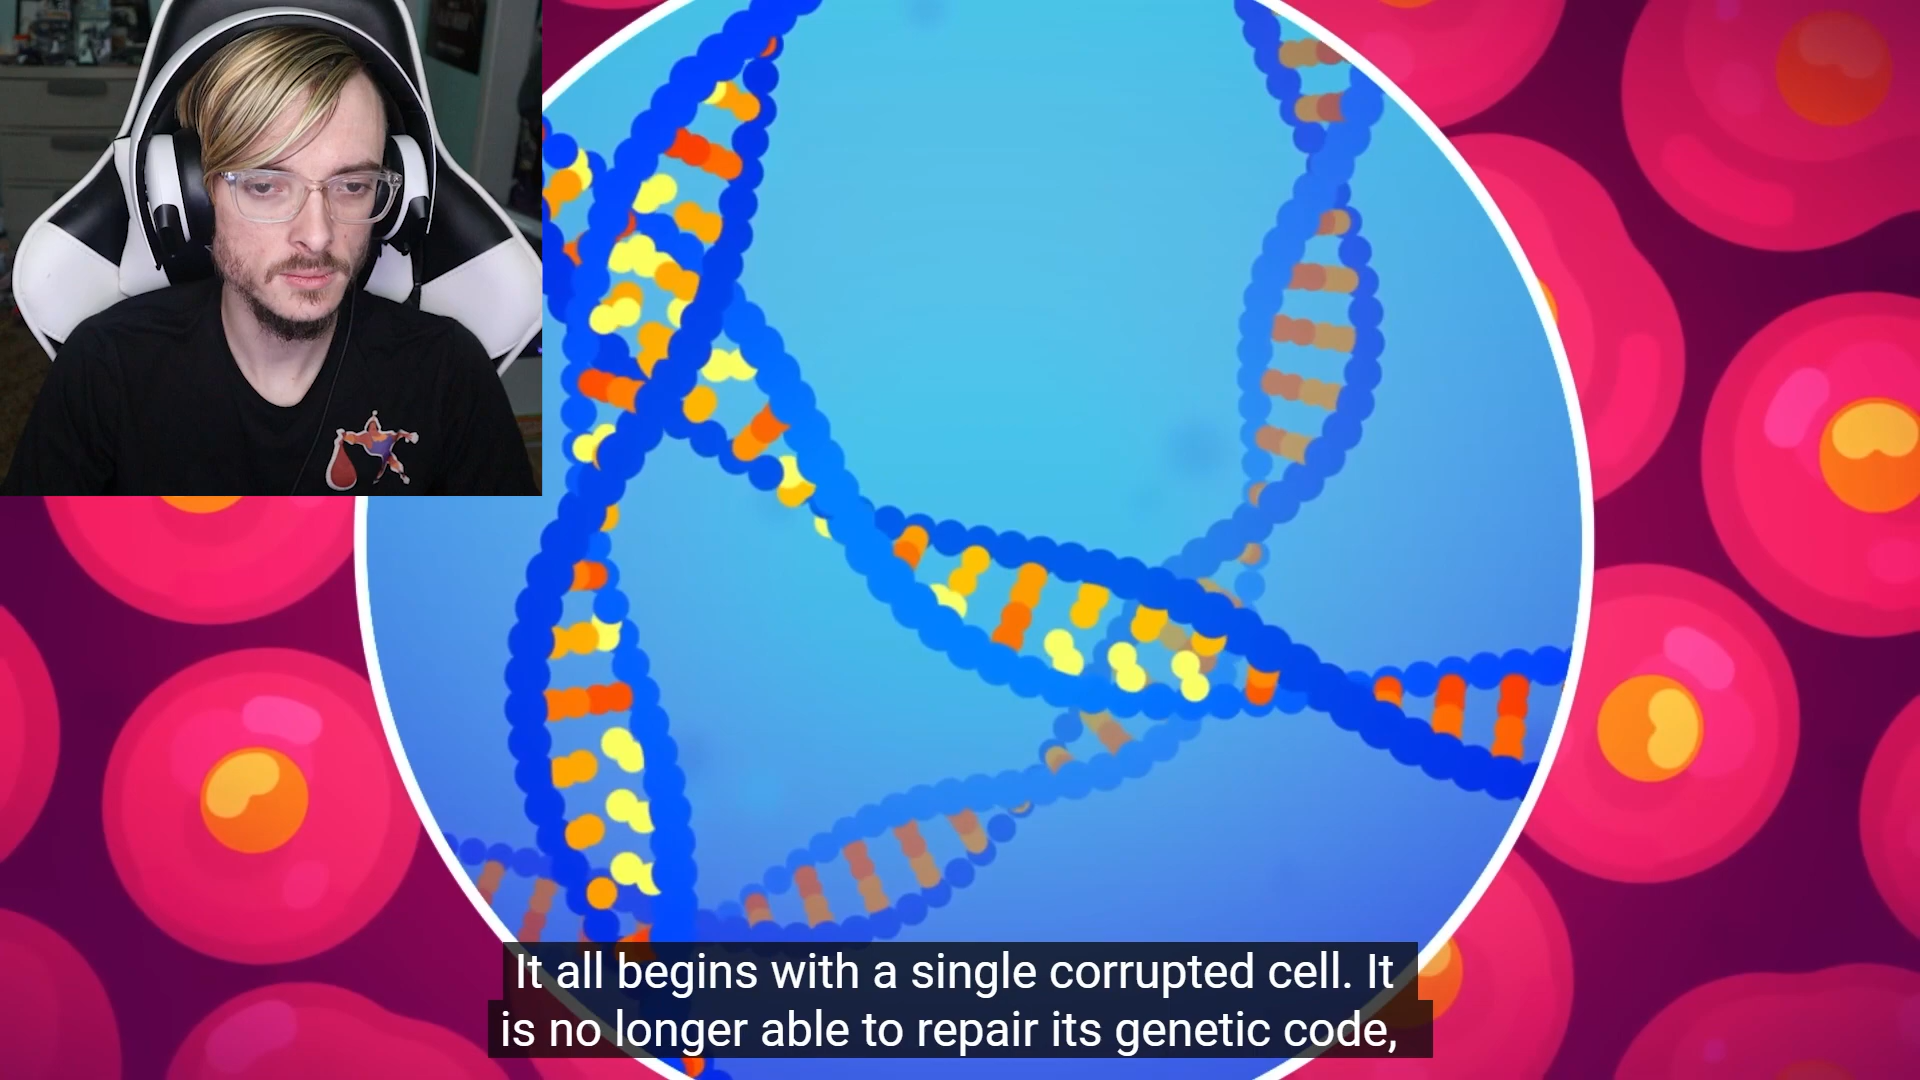 It all begins with a single corrupted cell. It
is no longer able to repair its genetic code,